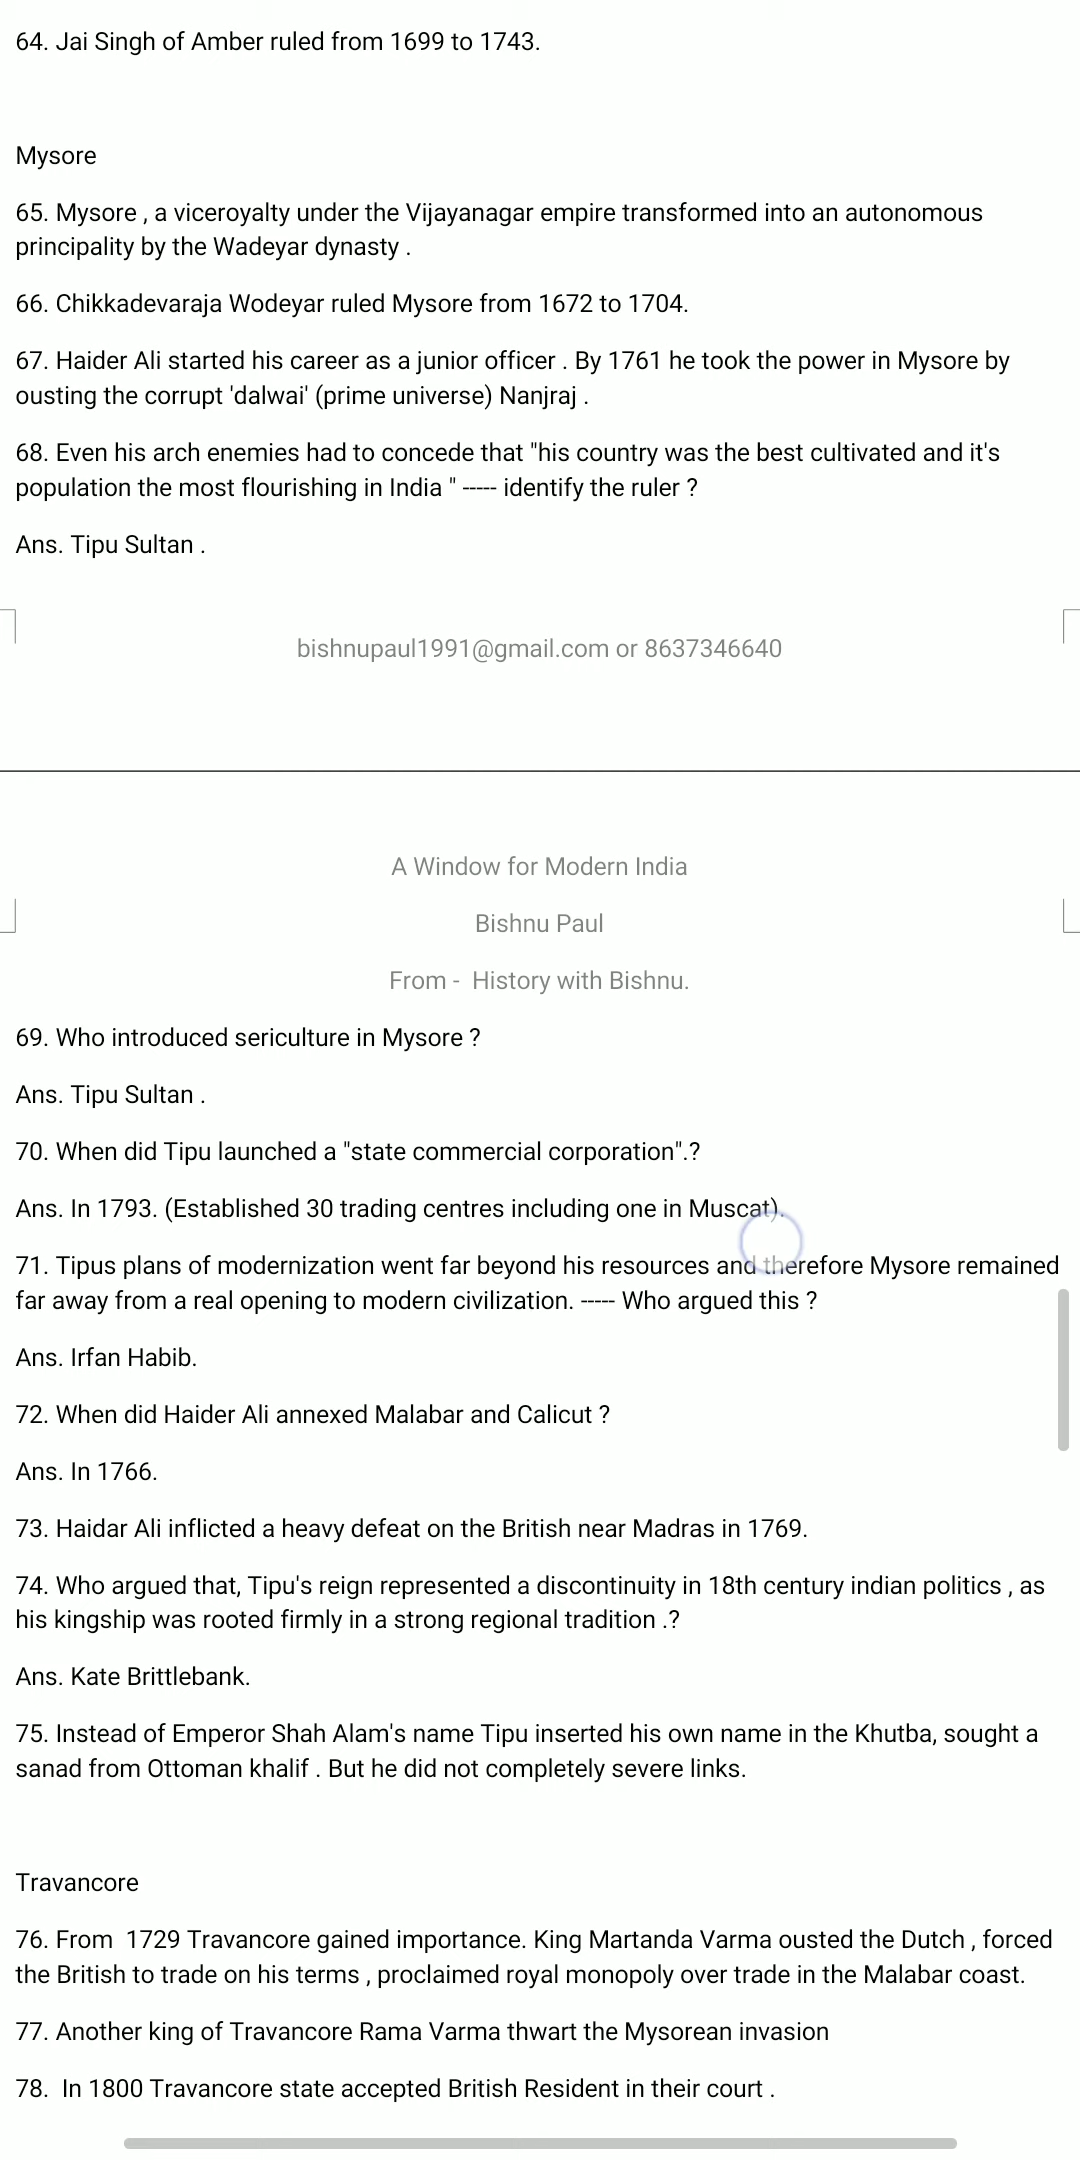 64. Jai Singh of Amber ruled from 1699 to 1743.
Mysore
65. Mysore , a viceroyalty under the Vijayanagar empire transformed into an autonomous
principality by the Wadeyar dynasty .
66. Chikkadevaraja Wodeyar ruled Mysore from 1672 to 1704.
67. Haider Ali started his career as a junior officer . By 1761 he took the power in Mysore by
ousting the corrupt 'dalwai' (prime universe) Nanjraj .
68. Even his arch enemies had to concede that "his country was the best cultivated and it's
population the most flourishing in India " ----- identify the ruler ?
Ans. Tipu Sultan .
bishnupaul1991@gmail.com or 8637346640
A Window for Modern India
Bishnu Paul
From -  History with Bishnu.
69. Who introduced sericulture in Mysore ?
Ans. Tipu Sultan .
70. When did Tipu launched a "state commercial corporation".?
Ans. In 1793. (Established 30 trading centres including one in Muscat).
71. Tipus plans of modernization went far beyond his resources and therefore Mysore remained
far away from a real opening to modern civilization. ----- Who argued this ?
Ans. Irfan Habib.
72. When did Haider Ali annexed Malabar and Calicut ?
Ans. In 1766.
73. Haidar Ali inflicted a heavy defeat on the British near Madras in 1769.
74. Who argued that, Tipu's reign represented a discontinuity in 18th century indian politics , as
his kingship was rooted firmly in a strong regional tradition .?
Ans. Kate Brittlebank.
75. Instead of Emperor Shah Alam's name Tipu inserted his own name in the Khutba, sought a
sanad from Ottoman khalif . But he did not completely severe links.
Travancore
76. From  1729 Travancore gained importance. King Martanda Varma ousted the Dutch , forced
the British to trade on his terms , proclaimed royal monopoly over trade in the Malabar coast.
77. Another king of Travancore Rama Varma thwart the Mysorean invasion
78.  In 1800 Travancore state accepted British Resident in their court .